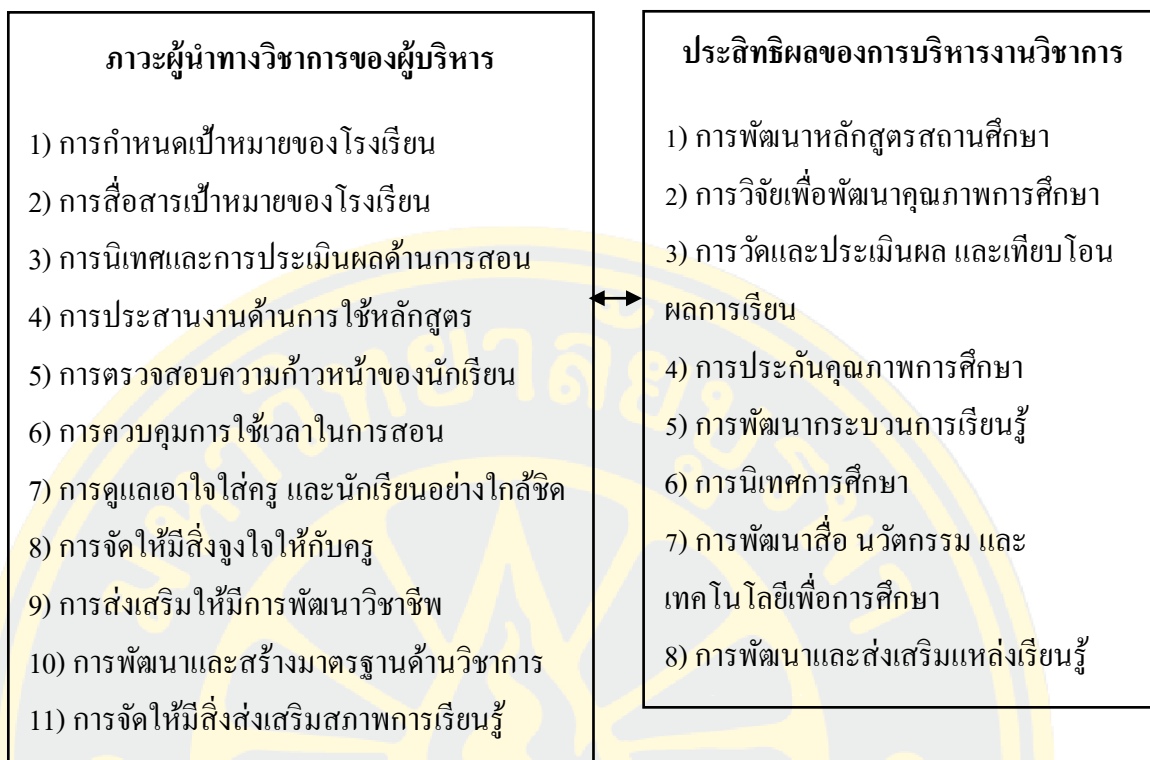 ภาวะผู้นำทางวิชาการของผู้บริหาร
1) การกำหนดเป้าหมายของโรงเรียน
2) การสื่อสารเป้าหมายของโรงเรียน
3) การนิเทศและการประเมินผลด้านการสอน
4) การประสานงานด้านการใช้หลักสูตร
5) การตรวจสอบความก้าวหน้าของนักเรียน
6) การควบคุมการใช้เวลาในการสอน
7) การดูแลเอาใจใส่ครู และนักเรียนอย่างใกล้ชิด
8) การจัดให้มีสิ่งจูงใจให้กับครู
9) การส่งเสริมให้มีการพัฒนาวิชาชีพ
10) การพัฒนาและสร้างมาตรฐานด้านวิชาการ
11) การจัดให้มีสิ่งส่งเสริมสภาพการเรียนรู้
ประสิทธิผลของการบริหารงานวิชาการ
1) การพัฒนาหลักสูตรสถานศึกษา
2) การวิจัยเพื่อพัฒนาคุณภาพการศึกษา
3) การวัดและประเมินผล และเทียบโอน
ผลการเรียน
4) การประกันคุณภาพการศึกษา
5) การพัฒนากระบวนการเรียนรู้
6) การนิเทศการศึกษา
7) การพัฒนาสื่อ นวัตกรรม และ
เทคโนโลยีเพื่อการศึกษา
8) การพัฒนาและส่งเสริมแหล่งเรียนรู้
มหาวิทยาลัยบูรพา